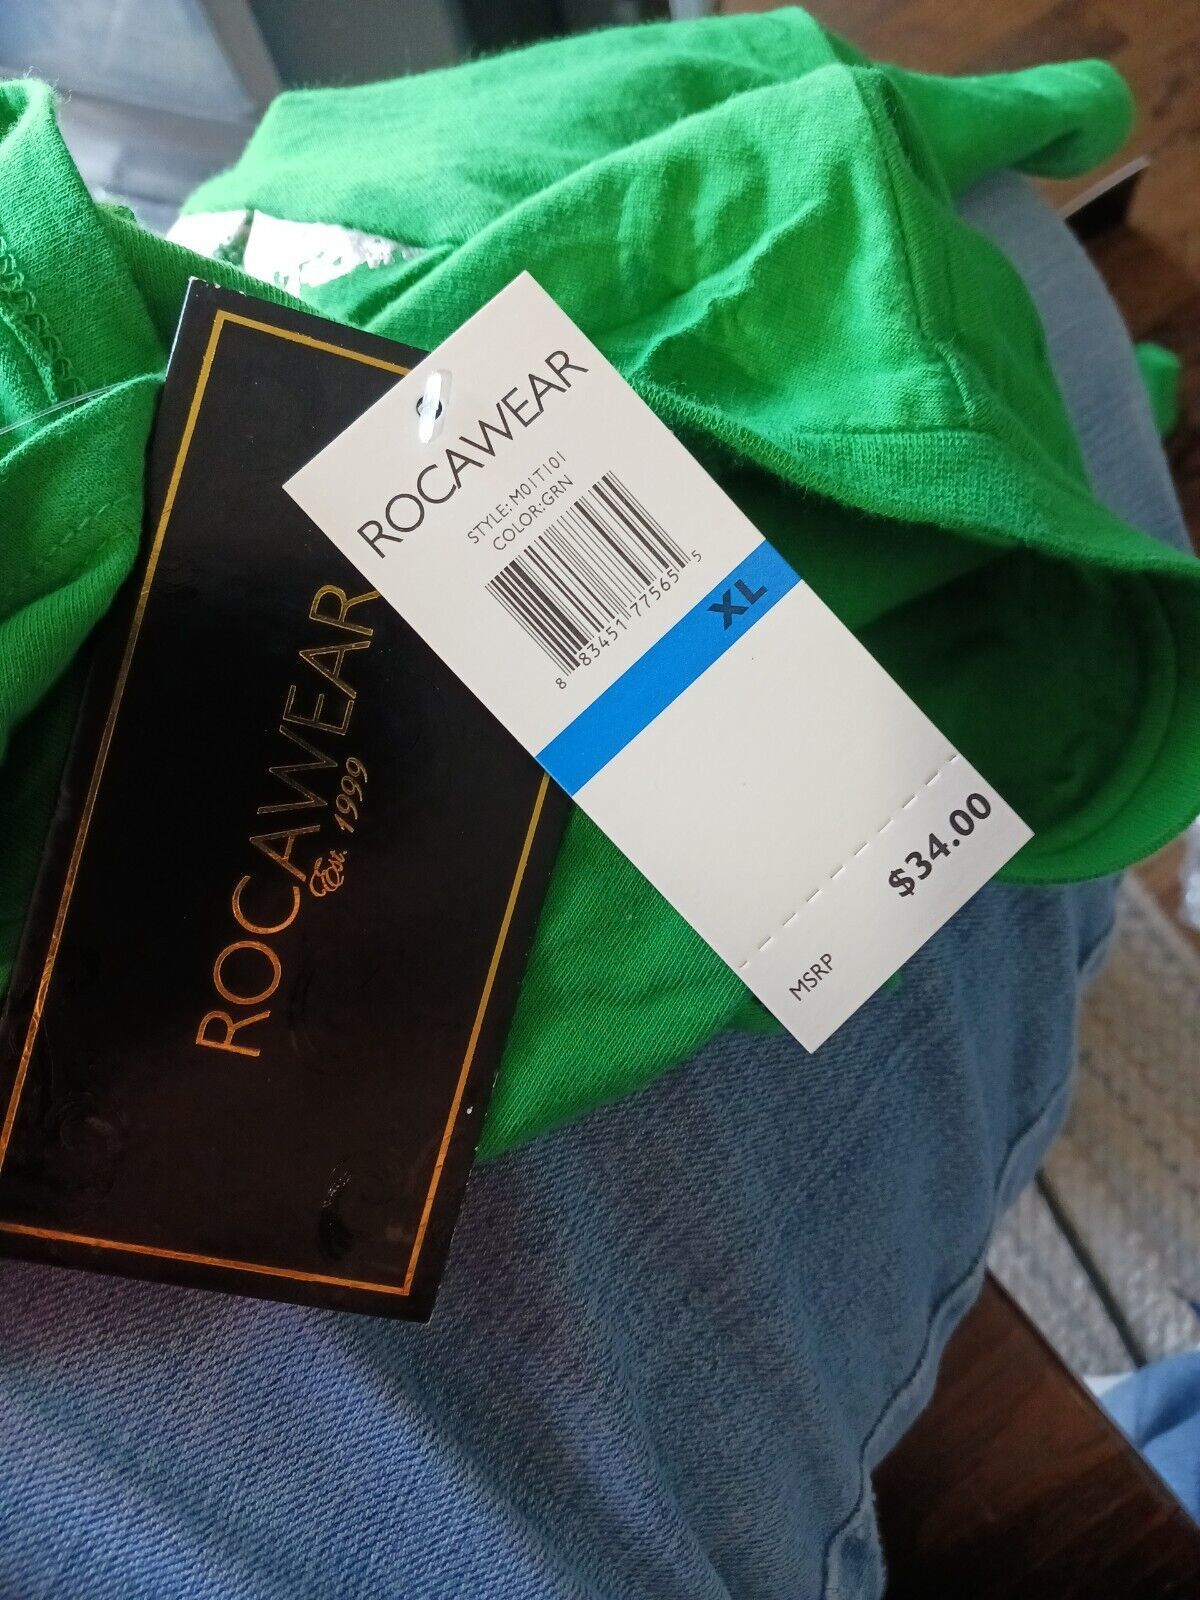 ROCAWEAR
STYLE: M01T101
COLOR:GRN
8 83451 77565 5
XL
MSRP $34.00
ROCAWEAR
Est. 1999